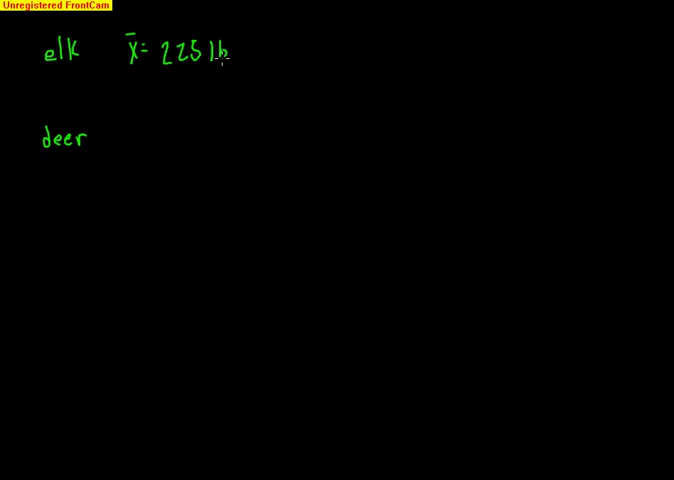 Unregistered FrontCam
elk x̄ = 225 lb
deer